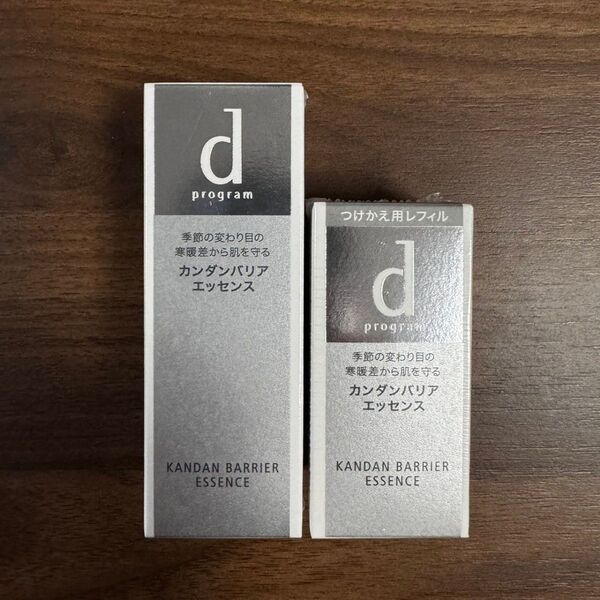 d
program
季節の変わり目の
寒暖差から肌を守る
カンダンバリア
エッセンス
KANDAN BARRIER
ESSENCE
つけかえ用レフィル
d
program
季節の変わり目の
寒暖差から肌を守る
カンダンバリア
エッセンス
KANDAN BARRIER
ESSENCE